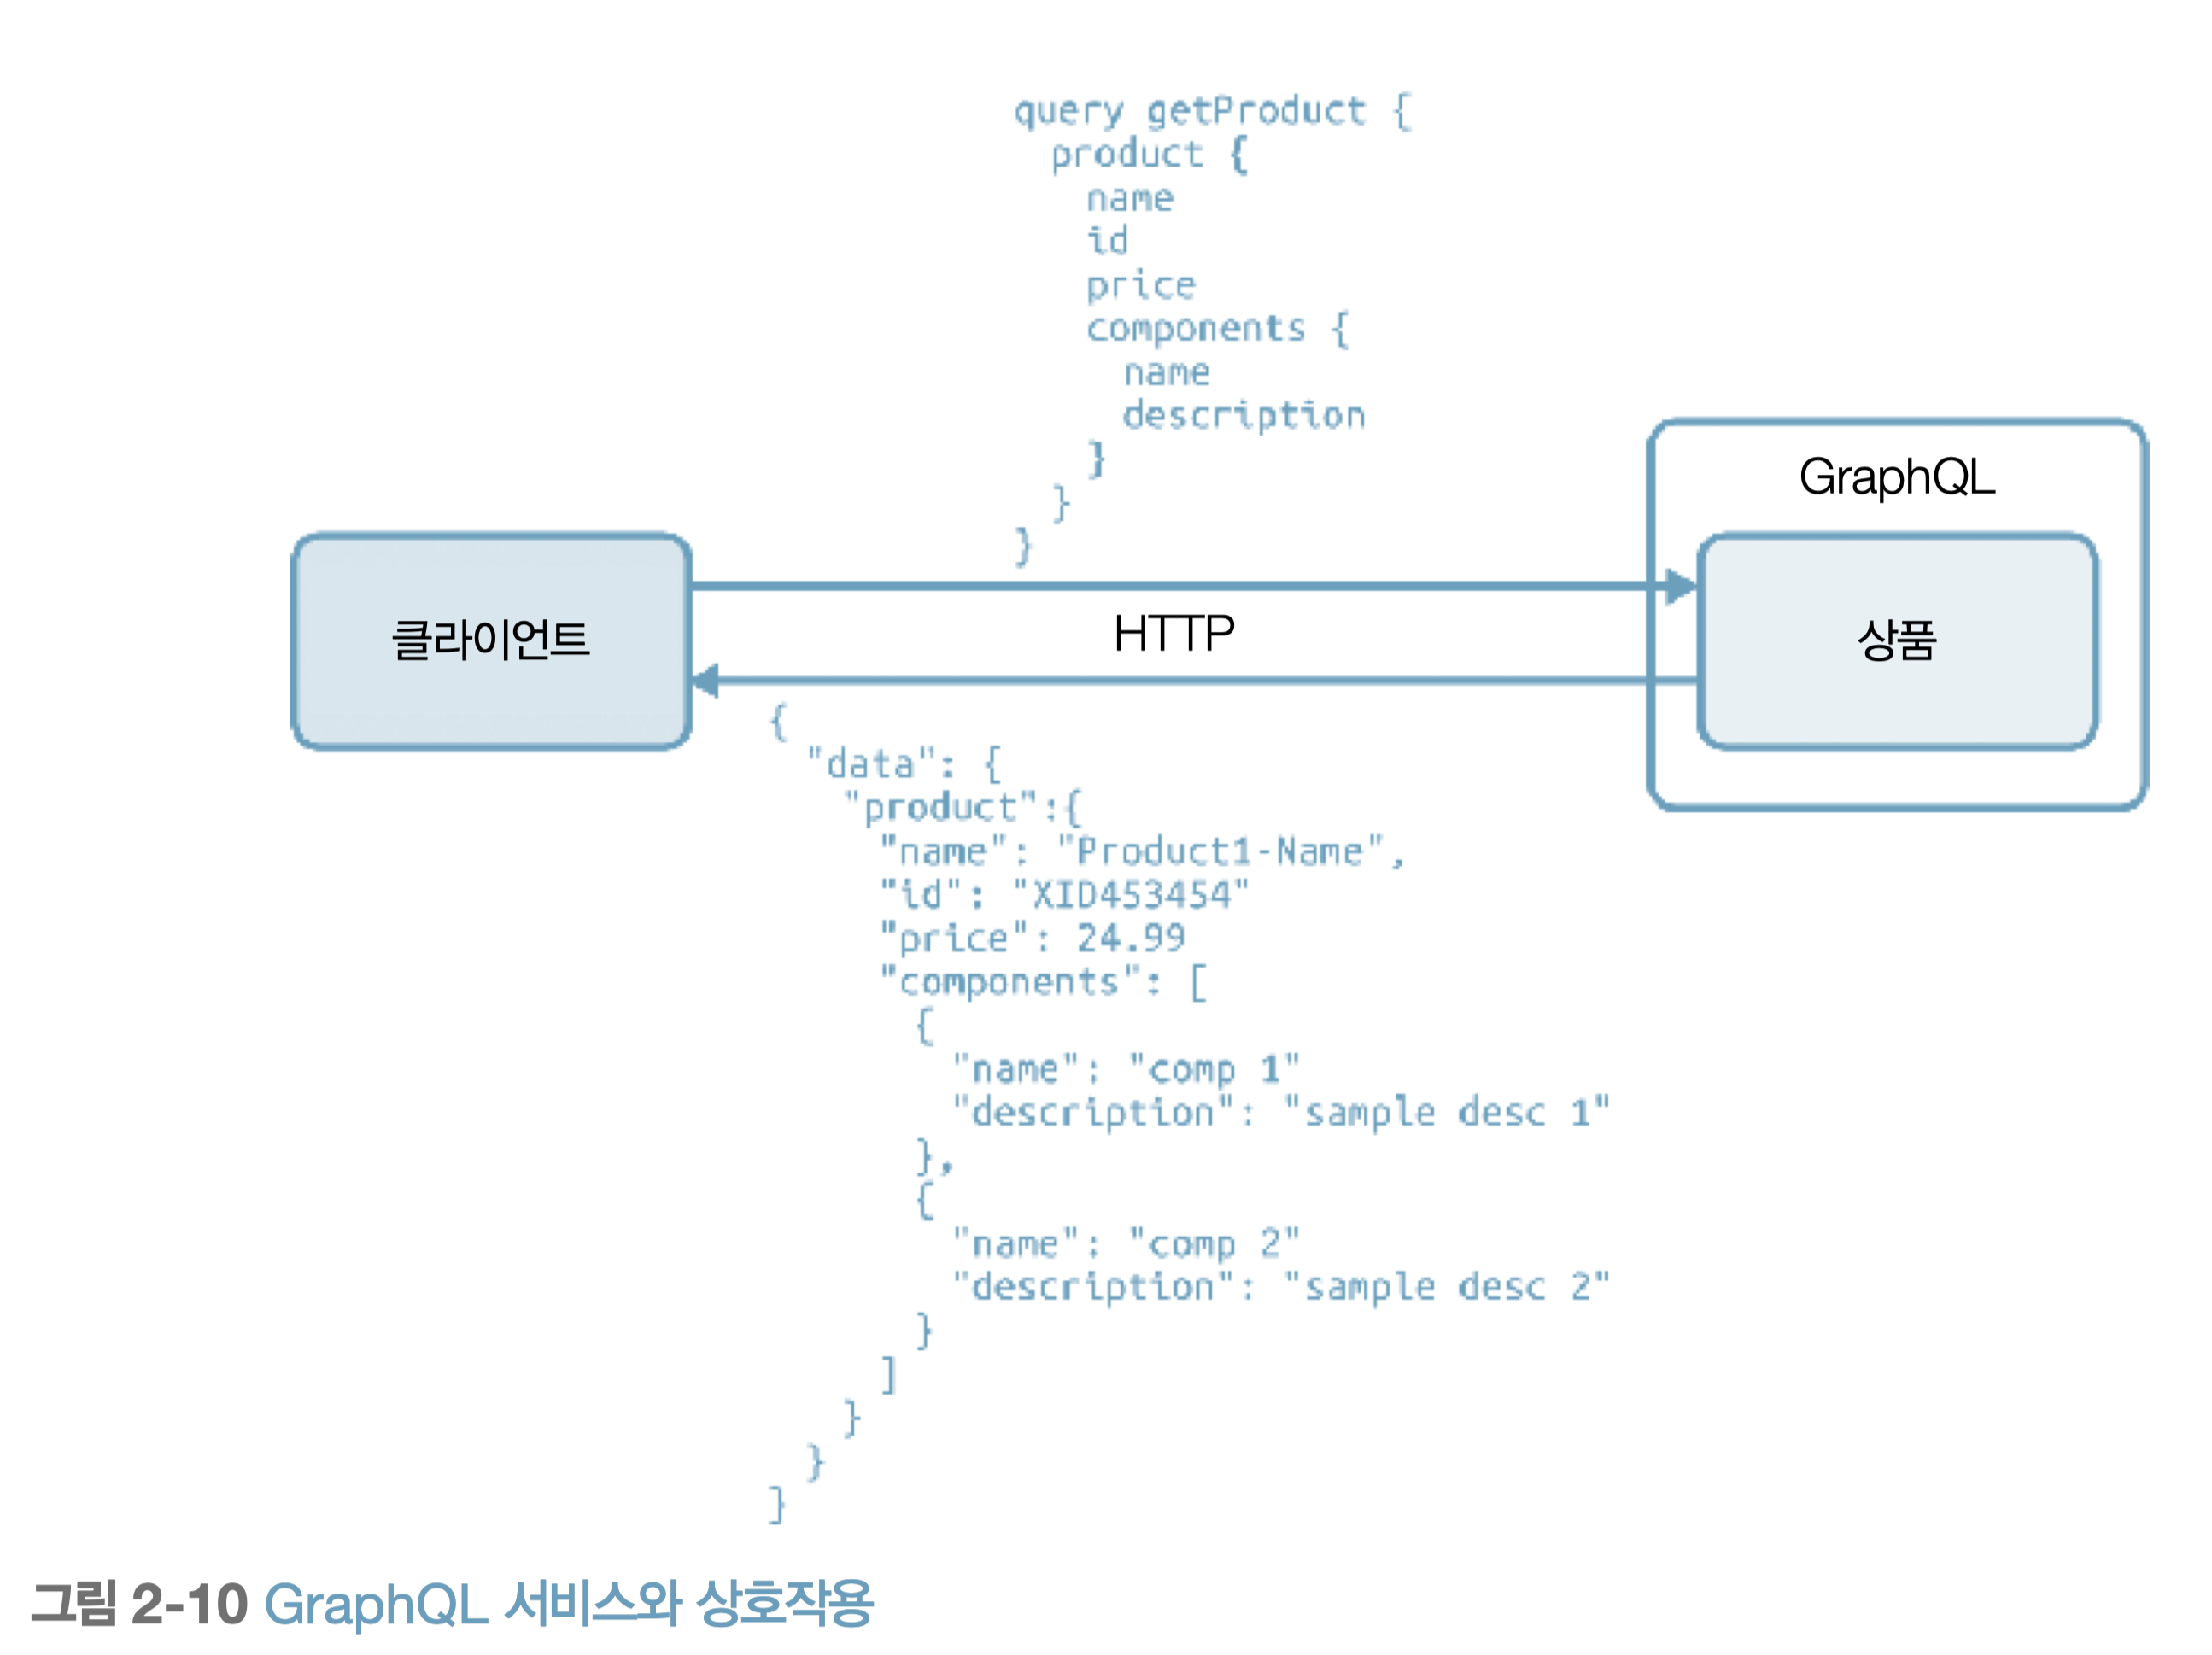 query getProduct {
product {
name
id
price
components {
name
description
}
}
}
GraphQL
클라이언트
HTTP
상품
{
"data": {
"product":{
"name": "Product1-Name",
"id": "XID453454"
"price": 24.99
"components": [
{
"name": "comp 1"
"description": "sample desc 1"
},
{
"name": "comp 2"
"description": "sample desc 2"
}
]
}
}
]
그림 2-10 GraphQL 서비스와 상호작용